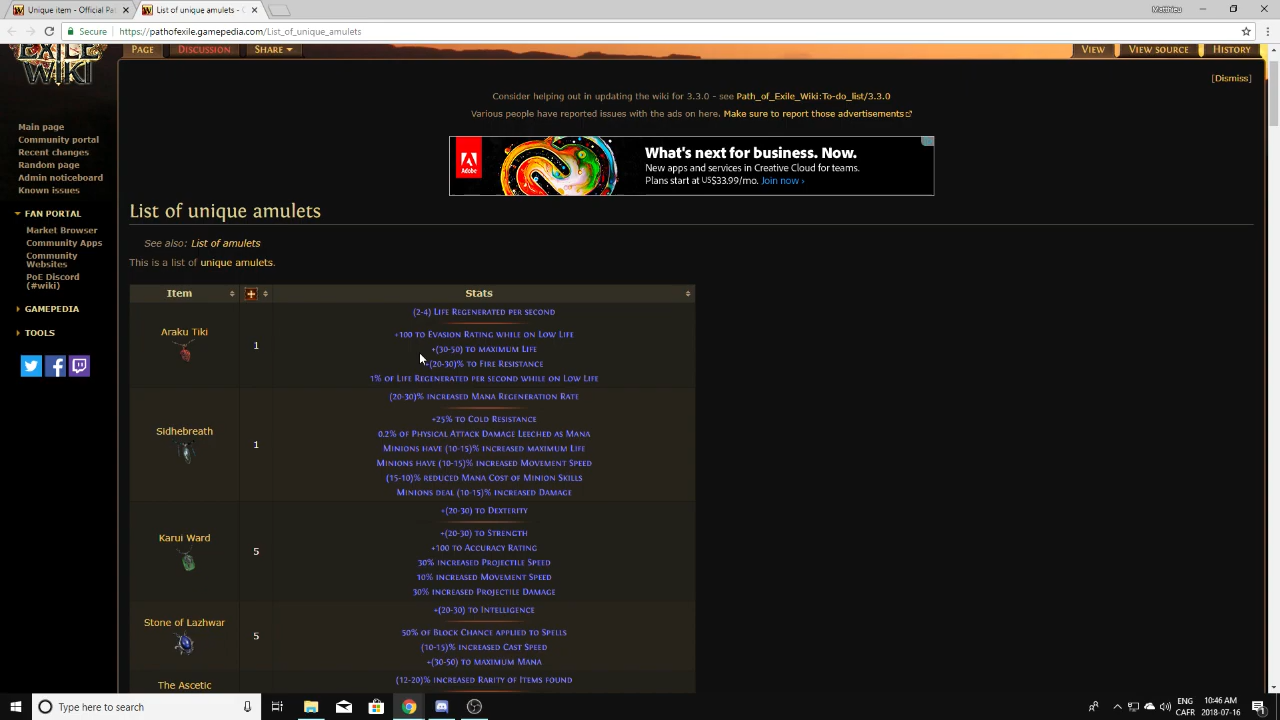 Unique item - Official Pa
List of unique amulets -
Matthieu
Secure
https://pathofexile.gamepedia.com/List_of_unique_amulets
EXILE
WIKI
PAGE
DISCUSSION
SHARE
VIEW
VIEW SOURCE
HISTORY
[Dismiss]
Consider helping out in updating the wiki for 3.3.0 - see Path_of_Exile_Wiki:To-do_list/3.3.0
Various people have reported issues with the ads on here. Make sure to report those advertisements
Adobe
What's next for business. Now.
New apps and services in Creative Cloud for teams.
Plans start at US$33.99/mo. Join now ›
Main page
Community portal
Recent changes
Random page
Admin noticeboard
Known issues
FAN PORTAL
Market Browser
Community Apps
Community
Websites
PoE Discord
(#wiki)
GAMEPEDIA
TOOLS
List of unique amulets
See also: List of amulets
This is a list of unique amulets.
Item
Stats
Araku Tiki
1
(2-4) Life Regenerated per second
+100 to Evasion Rating while on Low Life
+(30-50) to maximum Life
+(20-30)% to Fire Resistance
1% of Life Regenerated per second while on Low Life
Sidhebreath
1
(20-30)% increased Mana Regeneration Rate
+25% to Cold Resistance
0.2% of Physical Attack Damage Leeched as Mana
Minions have (10-15)% increased maximum Life
Minions have (10-15)% increased Movement Speed
(15-10)% reduced Mana Cost of Minion Skills
Minions deal (10-15)% increased Damage
Karui Ward
5
+(20-30) to Dexterity
+(20-30) to Strength
+100 to Accuracy Rating
30% increased Projectile Speed
10% increased Movement Speed
30% increased Projectile Damage
Stone of Lazhwar
5
+(20-30) to Intelligence
50% of Block Chance applied to Spells
(10-15)% increased Cast Speed
+(30-50) to maximum Mana
The Ascetic
(12-20)% increased Rarity of Items found
Type here to search
ENG
CAFR
10:46 AM
2018-07-16